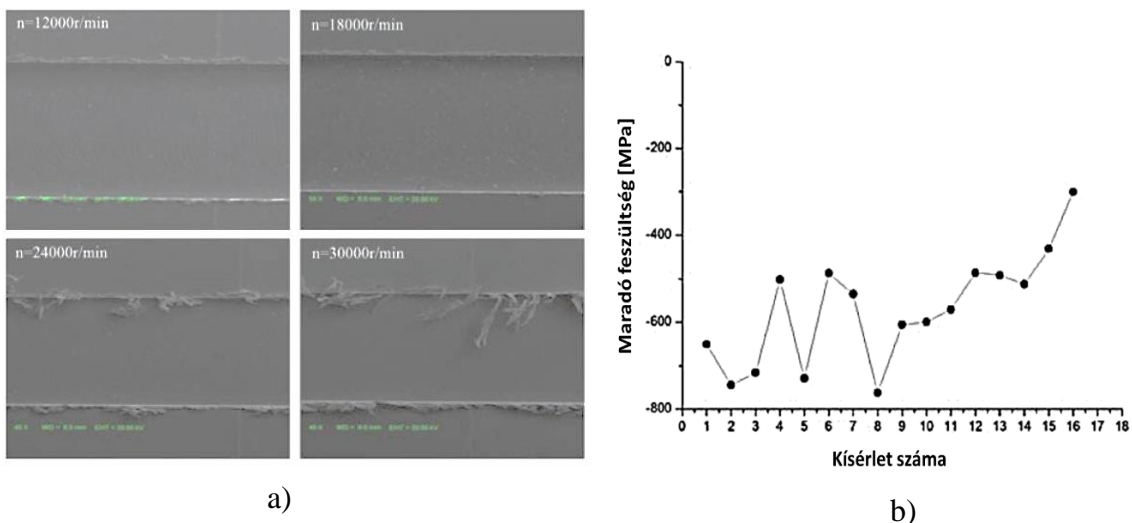 n=12000r/min
n=18000r/min
n=24000r/min
n=30000r/min
a)
Maradó feszültség [MPa]
0
-200
-300
-400
-600
-800
0 1 2 3 4 5 6 7 8 9 10 11 12 13 14 15 16 17 18
Kísérlet száma
b)